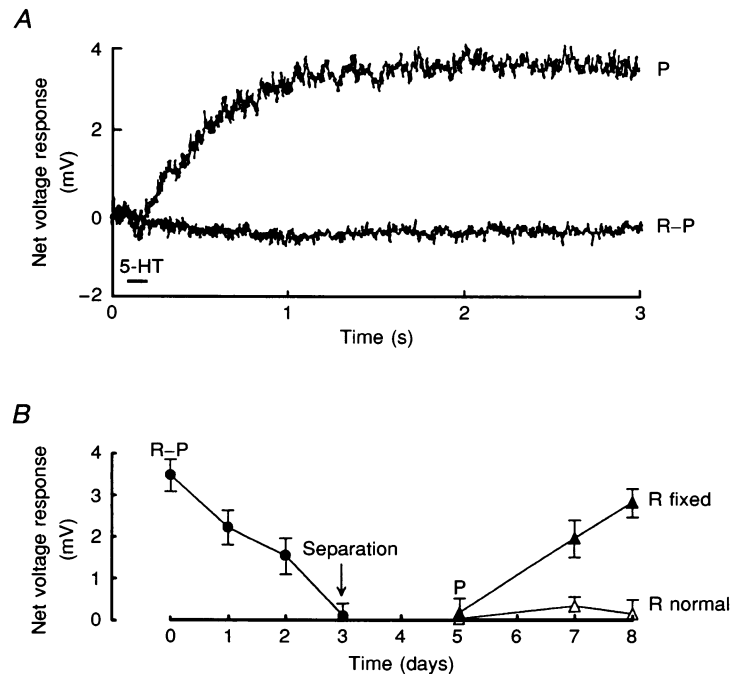 A
Net voltage response
(mV)
4
2
0
−2
P
R–P
5-HT
0
1
2
3
Time (s)
B
Net voltage response
(mV)
4
3
2
1
0
R–P
Separation
P
R fixed
R normal
0
1
2
3
4
5
6
7
8
Time (days)